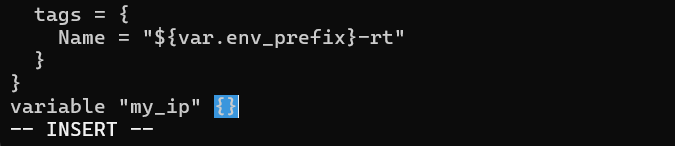 tags = {
    Name = "${var.env_prefix}-rt"
  }
}
variable "my_ip" {}
-- INSERT --